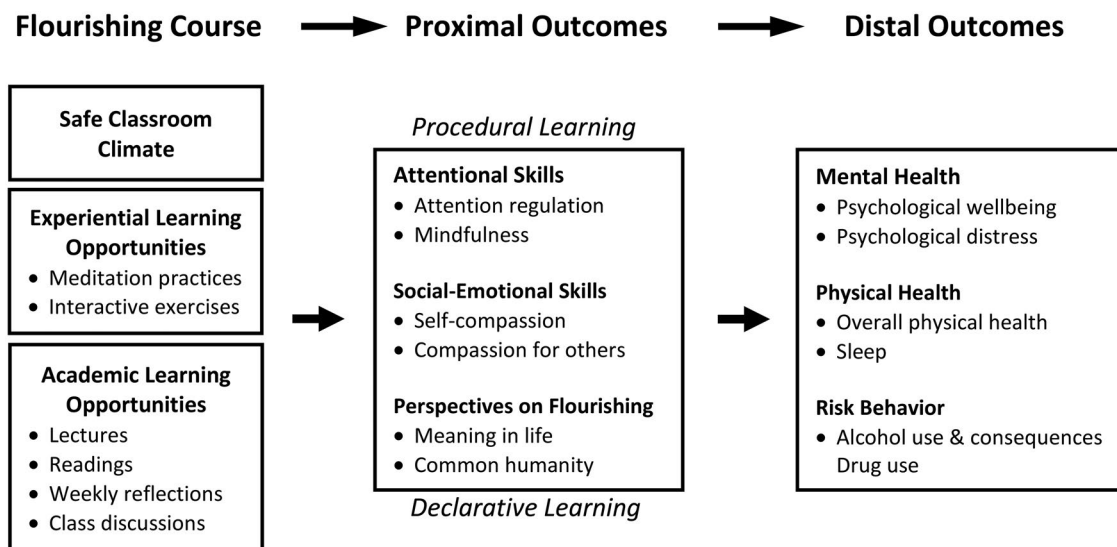 Flourishing Course
Proximal Outcomes
Distal Outcomes
Safe Classroom
Climate
Experiential Learning
Opportunities
• Meditation practices
• Interactive exercises
Academic Learning
Opportunities
• Lectures
• Readings
• Weekly reflections
• Class discussions
Procedural Learning
Attentional Skills
• Attention regulation
• Mindfulness
Social-Emotional Skills
• Self-compassion
• Compassion for others
Perspectives on Flourishing
• Meaning in life
• Common humanity
Declarative Learning
Mental Health
• Psychological wellbeing
• Psychological distress
Physical Health
• Overall physical health
• Sleep
Risk Behavior
• Alcohol use & consequences
Drug use